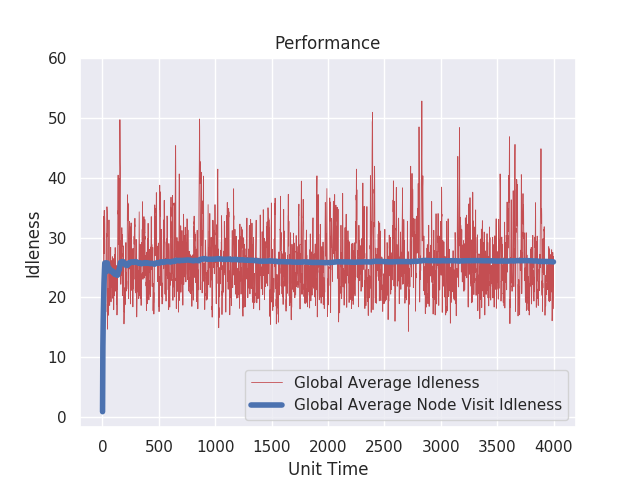 Performance
60
50
40
30
20
10
0
Idleness
Global Average Idleness
Global Average Node Visit Idleness
0 500 1000 1500 2000 2500 3000 3500 4000
Unit Time